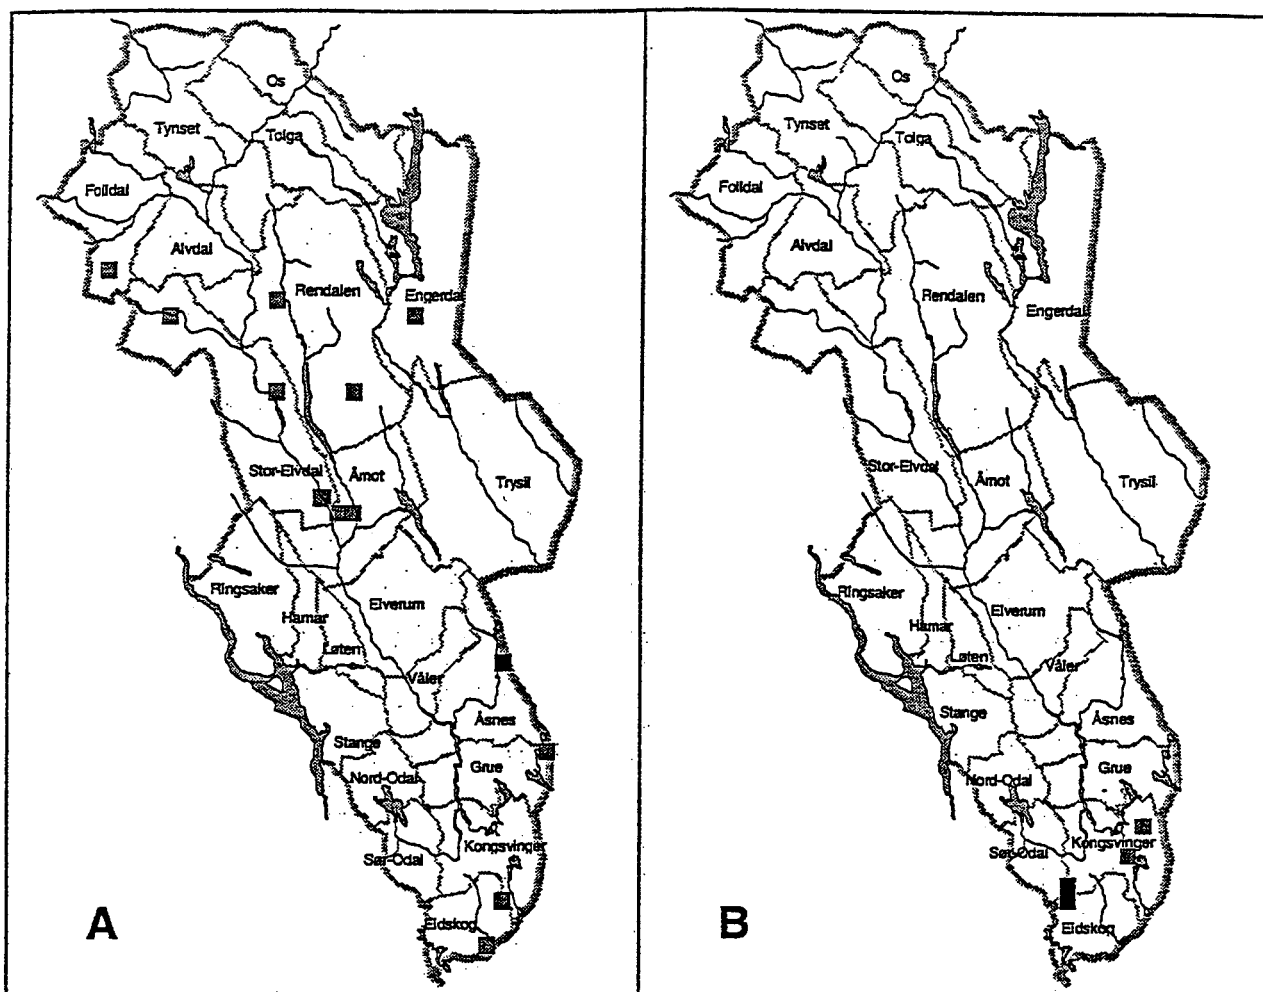 Os
Tynset
Tolga
Folldal
Alvdal
Rendalen
Engerdal
Stor-Elvdal
Åmot
Trysil
Ringsaker
Elverum
Hamar
Løten
Våler
Åsnes
Stange
Grue
Nord-Odal
Kongsvinger
Sør-Odal
Eidskog
A
Os
Tynset
Tolga
Folldal
Alvdal
Rendalen
Engerdal
Stor-Elvdal
Åmot
Trysil
Ringsaker
Elverum
Hamar
Løten
Våler
Stange
Åsnes
Grue
Nord-Odal
Kongsvinger
Sør-Odal
Eidskog
B